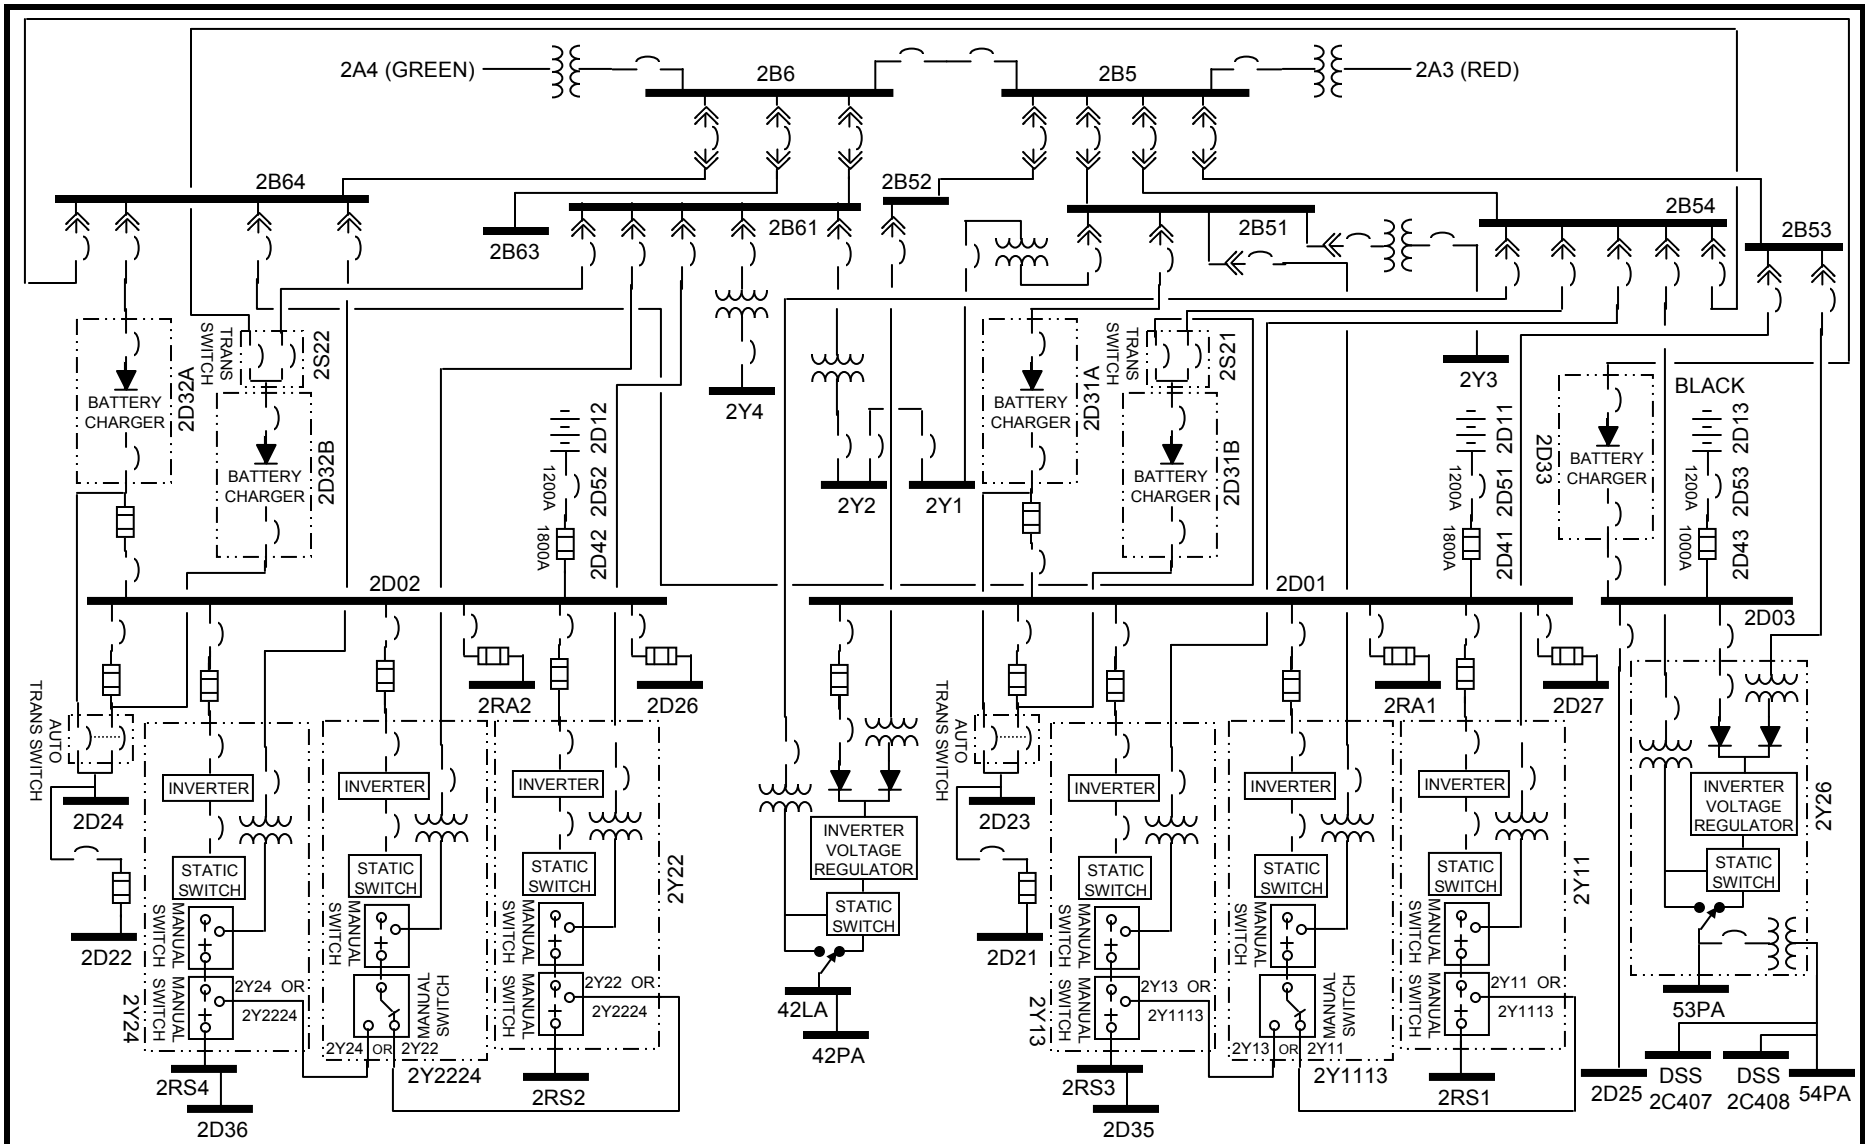 2A4 (GREEN)
2B6
2B5
2A3 (RED)
2B64
2B52
2B63
2B61
2B51
2B54
2B53
TRANS
SWITCH
2S22
2D32A
BATTERY
CHARGER
BATTERY
CHARGER
2D32B
2D12
1200A
2D52
1800A
2D42
2Y4
2Y2
2Y1
BATTERY
CHARGER
2D31A
TRANS
SWITCH
2S21
BATTERY
CHARGER
2D31B
2Y3
2D11
1200A
2D51
1800A
2D41
2D33
BATTERY
CHARGER
BLACK
2D13
1200A
2D53
1000A
2D43
2D02
2D01
2D03
2RA2
2D26
2RA1
2D27
AUTO
TRANS SWITCH
2D24
2D22
INVERTER
STATIC
SWITCH
MANUAL
SWITCH
MANUAL
SWITCH
2Y24
2Y24 OR
2Y2224
2RS4
2D36
INVERTER
STATIC
SWITCH
MANUAL
SWITCH
MANUAL
SWITCH
2Y24 OR 2Y22
2Y2224
INVERTER
STATIC
SWITCH
MANUAL
SWITCH
MANUAL
SWITCH
2Y22
2Y22 OR
2Y2224
2RS2
INVERTER
VOLTAGE
REGULATOR
STATIC
SWITCH
42LA
42PA
AUTO
TRANS SWITCH
2D23
2D21
INVERTER
STATIC
SWITCH
MANUAL
SWITCH
MANUAL
SWITCH
2Y13
2Y13 OR
2Y1113
2RS3
2D35
INVERTER
STATIC
SWITCH
MANUAL
SWITCH
MANUAL
SWITCH
2Y13 OR 2Y11
2Y1113
INVERTER
STATIC
SWITCH
MANUAL
SWITCH
MANUAL
SWITCH
2Y11
2Y11 OR
2Y1113
2RS1
INVERTER
VOLTAGE
REGULATOR
STATIC
SWITCH
2Y26
53PA
2D25
DSS
2C407
DSS
2C408
54PA